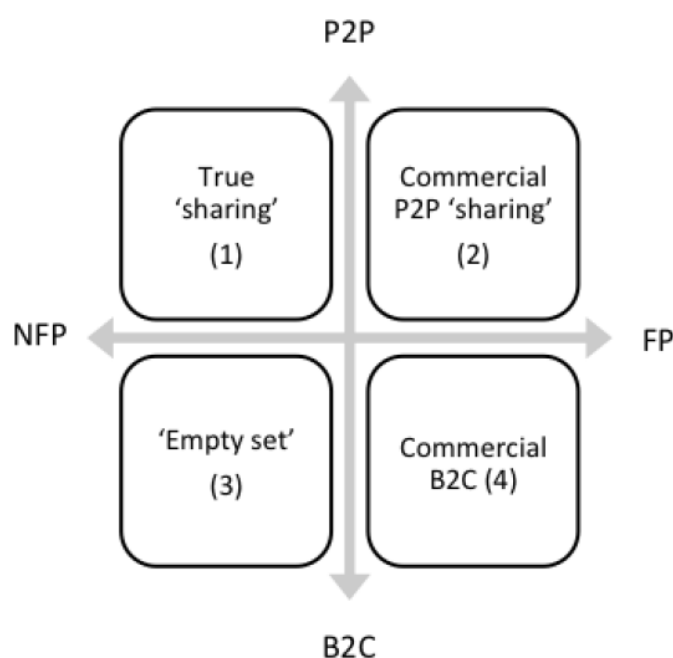 P2P
True
‘sharing’
(1)
Commercial
P2P ‘sharing’
(2)
NFP
FP
‘Empty set’
(3)
Commercial
B2C (4)
B2C